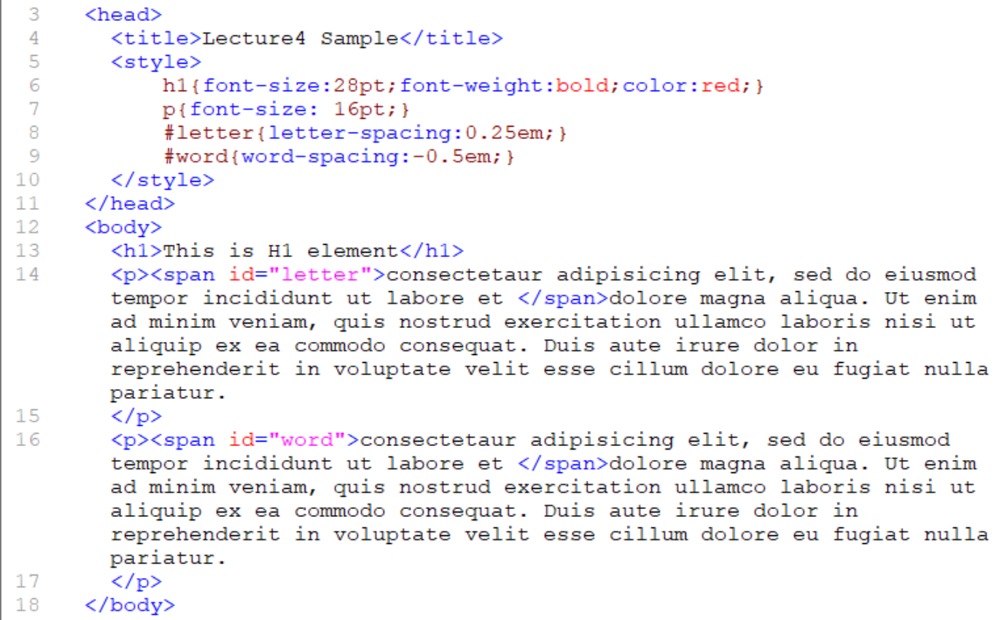 3 <head>
4 <title>Lecture4 Sample</title>
5 <style>
6 h1{font-size:28pt;font-weight:bold;color:red;}
7 p{font-size: 16pt;}
8 #letter{letter-spacing:0.25em;}
9 #word{word-spacing:-0.5em;}
10 </style>
11 </head>
12 <body>
13 <h1>This is H1 element</h1>
14 <p><span id="letter">consectetaur adipisicing elit, sed do eiusmod
tempor incididunt ut labore et </span>dolore magna aliqua. Ut enim
ad minim veniam, quis nostrud exercitation ullamco laboris nisi ut
aliquip ex ea commodo consequat. Duis aute irure dolor in
reprehenderit in voluptate velit esse cillum dolore eu fugiat nulla
pariatur.
15 </p>
16 <p><span id="word">consectetaur adipisicing elit, sed do eiusmod
tempor incididunt ut labore et </span>dolore magna aliqua. Ut enim
ad minim veniam, quis nostrud exercitation ullamco laboris nisi ut
aliquip ex ea commodo consequat. Duis aute irure dolor in
reprehenderit in voluptate velit esse cillum dolore eu fugiat nulla
pariatur.
17 </p>
18 </body>